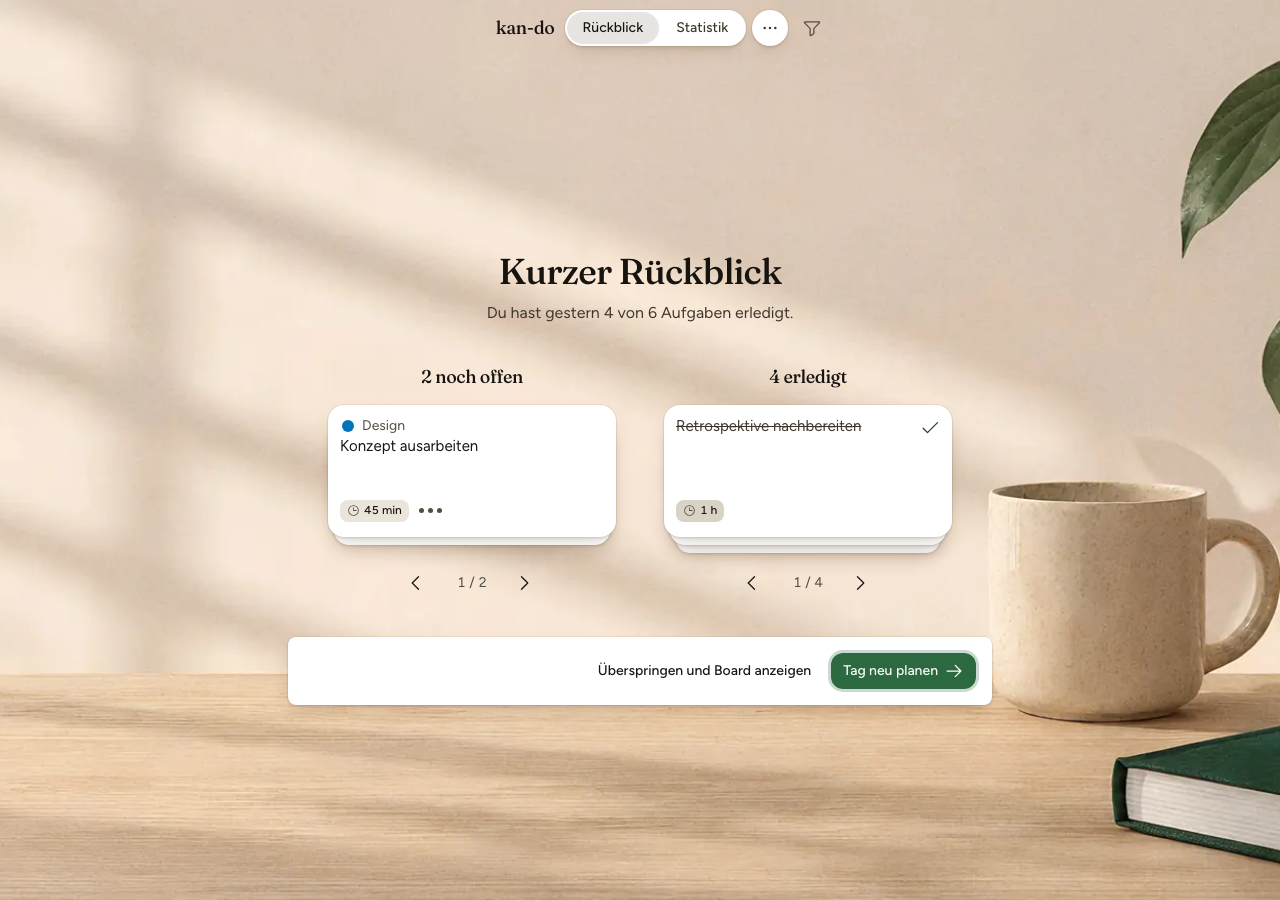 kan-do
Rückblick
Statistik
Kurzer Rückblick
Du hast gestern 4 von 6 Aufgaben erledigt.
2 noch offen
Design
Konzept ausarbeiten
45 min
1 / 2
4 erledigt
Retrospektive nachbereiten
1 h
1 / 4
Überspringen und Board anzeigen
Tag neu planen